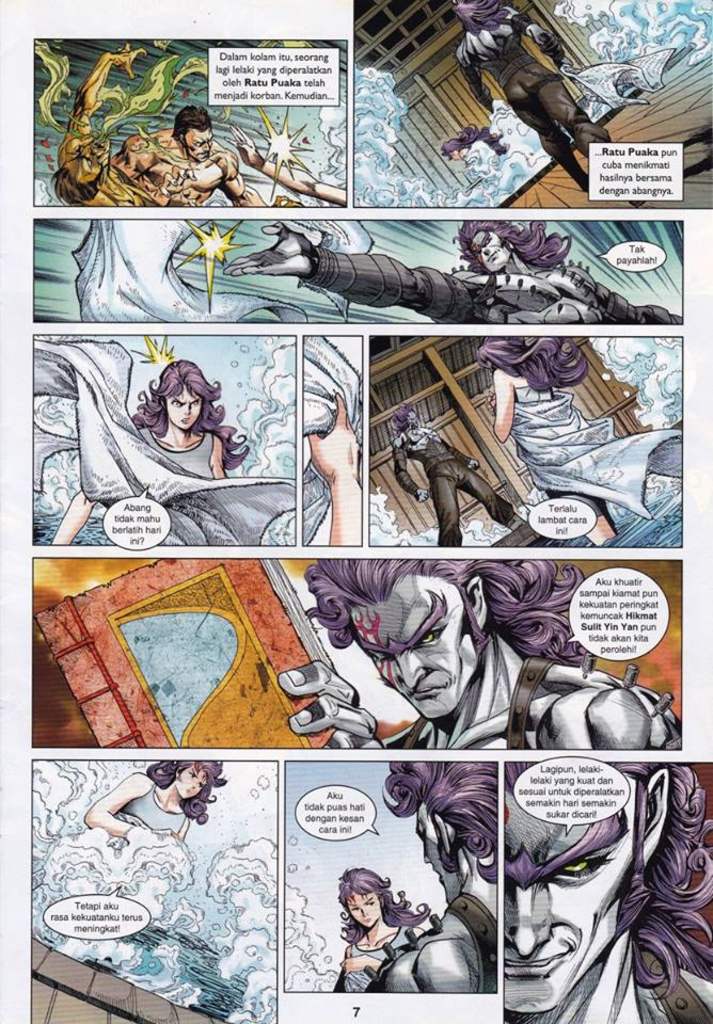 Dalam kolam itu, seorang
lagi lelaki yang diperalatkan
oleh Ratu Puaka telah
menjadi korban. Kemudian...
...Ratu Puaka pun
cuba menikmati
hasilnya bersama
dengan abangnya.
Tak
payahlah!
Abang
tidak mahu
berlatih hari
ini?
Terlalu
lambat cara
ini!
Aku khuatir
sampai kiamat pun
kekuatan peringkat
kemuncak Hikmat
Sulit Yin Yan pun
tidak akan kita
perolehi!
Tetapi aku
rasa kekuatanku terus
meningkat!
Aku
tidak puas hati
dengan kesan
cara ini!
Lagipun, lelaki-
lelaki yang kuat dan
sesuai untuk diperalatkan
semakin hari semakin
sukar dicari!
7